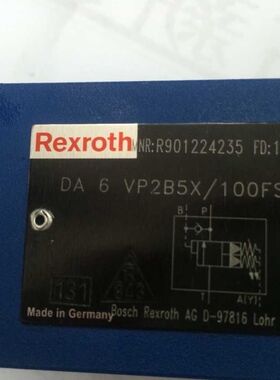 Rexroth MNR:R901224235 FD:1
DA 6 VP2B5X/100FS
B P
T A(Y)
131
Made in Germany
Bosch Rexroth AG D-97816 Lohr